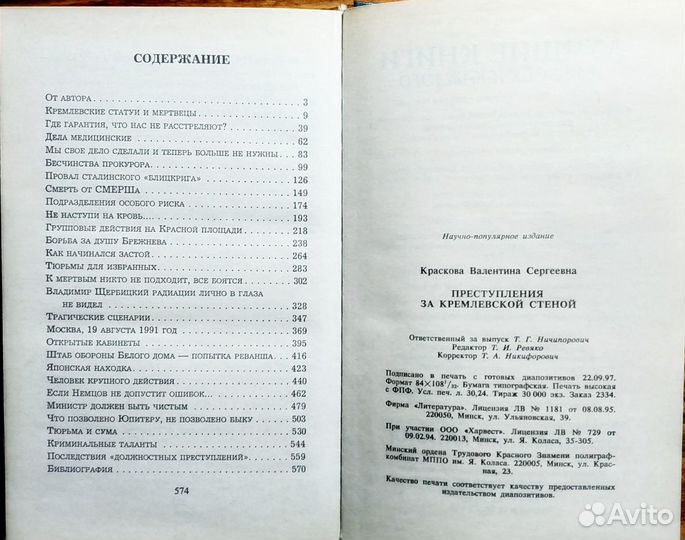 СОДЕРЖАНИЕ
От автора 3
Кремлевские статуи и мертвецы 9
Где гарантия, что нас не расстреляют? 39
Дела медицинские 62
Мы свое дело сделали и теперь больше не нужны 83
Бесчинства прокурора 99
Провал сталинского «блицкрига» 126
Смерть от СМЕРШа 149
Подразделения особого риска 174
Не наступи на кровь... 193
Групповые действия на Красной площади 218
Борьба за душу Брежнева 238
Как начинался застой 264
Тюрьмы для избранных 283
К мертвым никто не подходит, все боятся 302
Владимир Щербицкий радиации лично в глаза
не видел 328
Трагические сценарии 347
Москва, 19 августа 1991 год 369
Открытые кабинеты 395
Штаб обороны Белого дома — попытка реванша 416
Японская находка 423
Человек крупного действия 440
Если Немцов не допустит ошибок... 462
Министр должен быть чистым 479
Что позволено Юпитеру, не позволено быку 503
Тюрьма и сума 530
Криминальные таланты 544
Последствия «должностных преступлений» 559
Библиография 570
574
Научно-популярное издание
Краскова Валентина Сергеевна
ПРЕСТУПЛЕНИЯ
ЗА КРЕМЛЕВСКОЙ СТЕНОЙ
Ответственный за выпуск Т. Г. Ничипорович
Редактор Т. И. Ревяко
Корректор Т. А. Никифорович
Подписано в печать с готовых диапозитивов 22.09.97.
Формат 84×108¹/₃₂. Бумага типографская. Печать высокая
с ФПФ. Усл. печ. л. 30,24. Тираж 30 000 экз. Заказ 2334.
Фирма «Литература». Лицензия ЛВ № 1181 от 08.08.95.
220050, Минск, ул. Ульяновская, 39.
При участии ООО «Харвест». Лицензия ЛВ № 729 от
09.02.94. 220013, Минск, ул. Я. Коласа, 35-305.
Минский ордена Трудового Красного Знамени полиграф-
комбинат МППО им. Я. Коласа. 220005, Минск, ул. Крас-
ная, 23.
Качество печати соответствует качеству предоставленных
издательством диапозитивов.
Avito